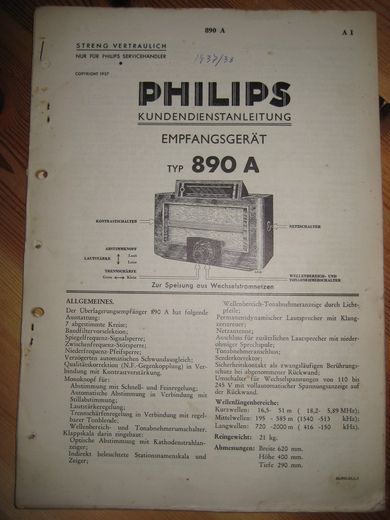 890 A
A 1
STRENG VERTRAULICH
NUR FÜR PHILIPS SERVICEHÄNDLER
1937/38
COPYRIGHT 1937
PHILIPS
KUNDENDIENSTANLEITUNG
EMPFANGSGERÄT
TYP 890 A
KONTRASTSCHALTER
NETZSCHALTER
ABSTIMMKNOPF
LAUTSTÄRKE
Laut
Leise
TRENNSCHÄRFE
Gross
Klein
WELLENBEREICH- UND
TONABNEHMERSCHALTER
Zur Speisung aus Wechselstromnetzen
ALLGEMEINES.
Der Überlagerungsempfänger 890 A hat folgende
Ausstattung:
7 abgestimmte Kreise;
Bandfiltervorselektion;
Spiegelfrequenz-Signalsperre;
Zwischenfrequenz-Störsperre;
Niederfrequenz-Pfeifsperre;
Verzögerten automatischen Schwundausgleich;
Qualitätskorrektion (N.F.-Gegenkopplung) in Ver-
bindung mit Kontrastverstärkung.
Monoknopf für:
Abstimmung mit Schnell- und Feinregelung;
Automatische Abstimmung in Verbindung mit
Stillabstimmung;
Lautstärkeregelung;
Trennschärferegelung in Verbindung mit regel-
barer Tonblende;
Wellenbereich- und Tonabnehmerumschalter.
Klappskala darin eingebaut:
Optische Abstimmung mit Kathodenstrahlan-
zeiger;
Indirekt beleuchtete Stationsnamenskala und
Zeiger;
Wellenbereich-Tonabnehmeranzeige durch Licht-
pfeile;
Permanentdynamischer Lautsprecher mit Klang-
zerstreuer;
Netzantenne;
Anschluss für zusätzlichen Lautsprecher mit nieder-
ohmiger Sprechspule;
Tonabnehmeranschluss;
Senderkorrektor;
Sicherheitskontakt als zwangläufigen Berührungs-
schutz bei abgenommener Rückwand;
Umschalter für Wechselspannungen von 110 bis
245 V mit vollautomatischer Spannungsanzeige auf
der Rückwand.
Wellenlängenbereiche:
Kurzwellen: 16,5- 51 m ( 18,2- 5,89 MHz)
Mittelwellen: 195 - 585 m (1540 -513 kHz)
Langwellen: 720 -2000 m ( 416 -150 kHz)
Reingewicht: 21 kg.
Abmessungen: Breite 620 mm.
Höhe 400 mm.
Tiefe 290 mm.